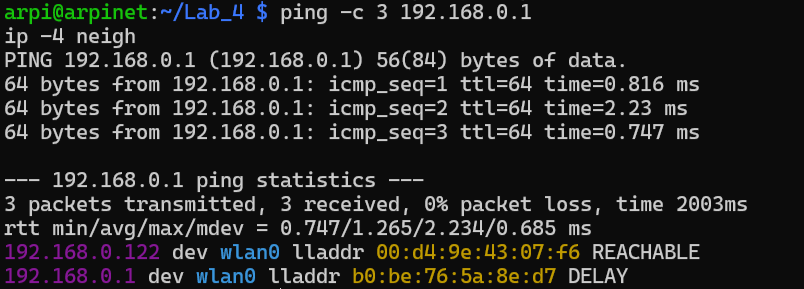 arpi@arpinet:~/Lab_4 $ ping -c 3 192.168.0.1
ip -4 neigh
PING 192.168.0.1 (192.168.0.1) 56(84) bytes of data.
64 bytes from 192.168.0.1: icmp_seq=1 ttl=64 time=0.816 ms
64 bytes from 192.168.0.1: icmp_seq=2 ttl=64 time=2.23 ms
64 bytes from 192.168.0.1: icmp_seq=3 ttl=64 time=0.747 ms

--- 192.168.0.1 ping statistics ---
3 packets transmitted, 3 received, 0% packet loss, time 2003ms
rtt min/avg/max/mdev = 0.747/1.265/2.234/0.685 ms
192.168.0.122 dev wlan0 lladdr 00:d4:9e:43:07:f6 REACHABLE
192.168.0.1 dev wlan0 lladdr b0:be:76:5a:8e:d7 DELAY